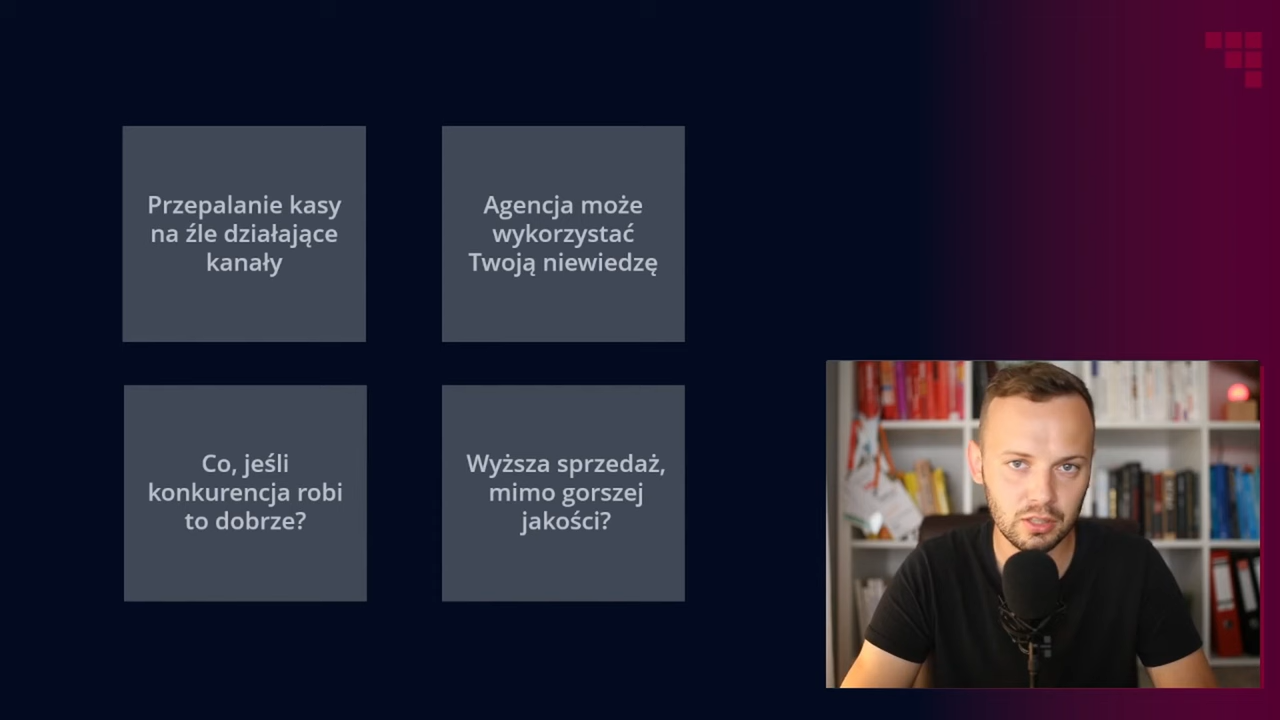 Przepalanie kasy
na źle działające
kanały
Agencja może
wykorzystać
Twoją niewiedzę
Co, jeśli
konkurencja robi
to dobrze?
Wyższa sprzedaż,
mimo gorszej
jakości?